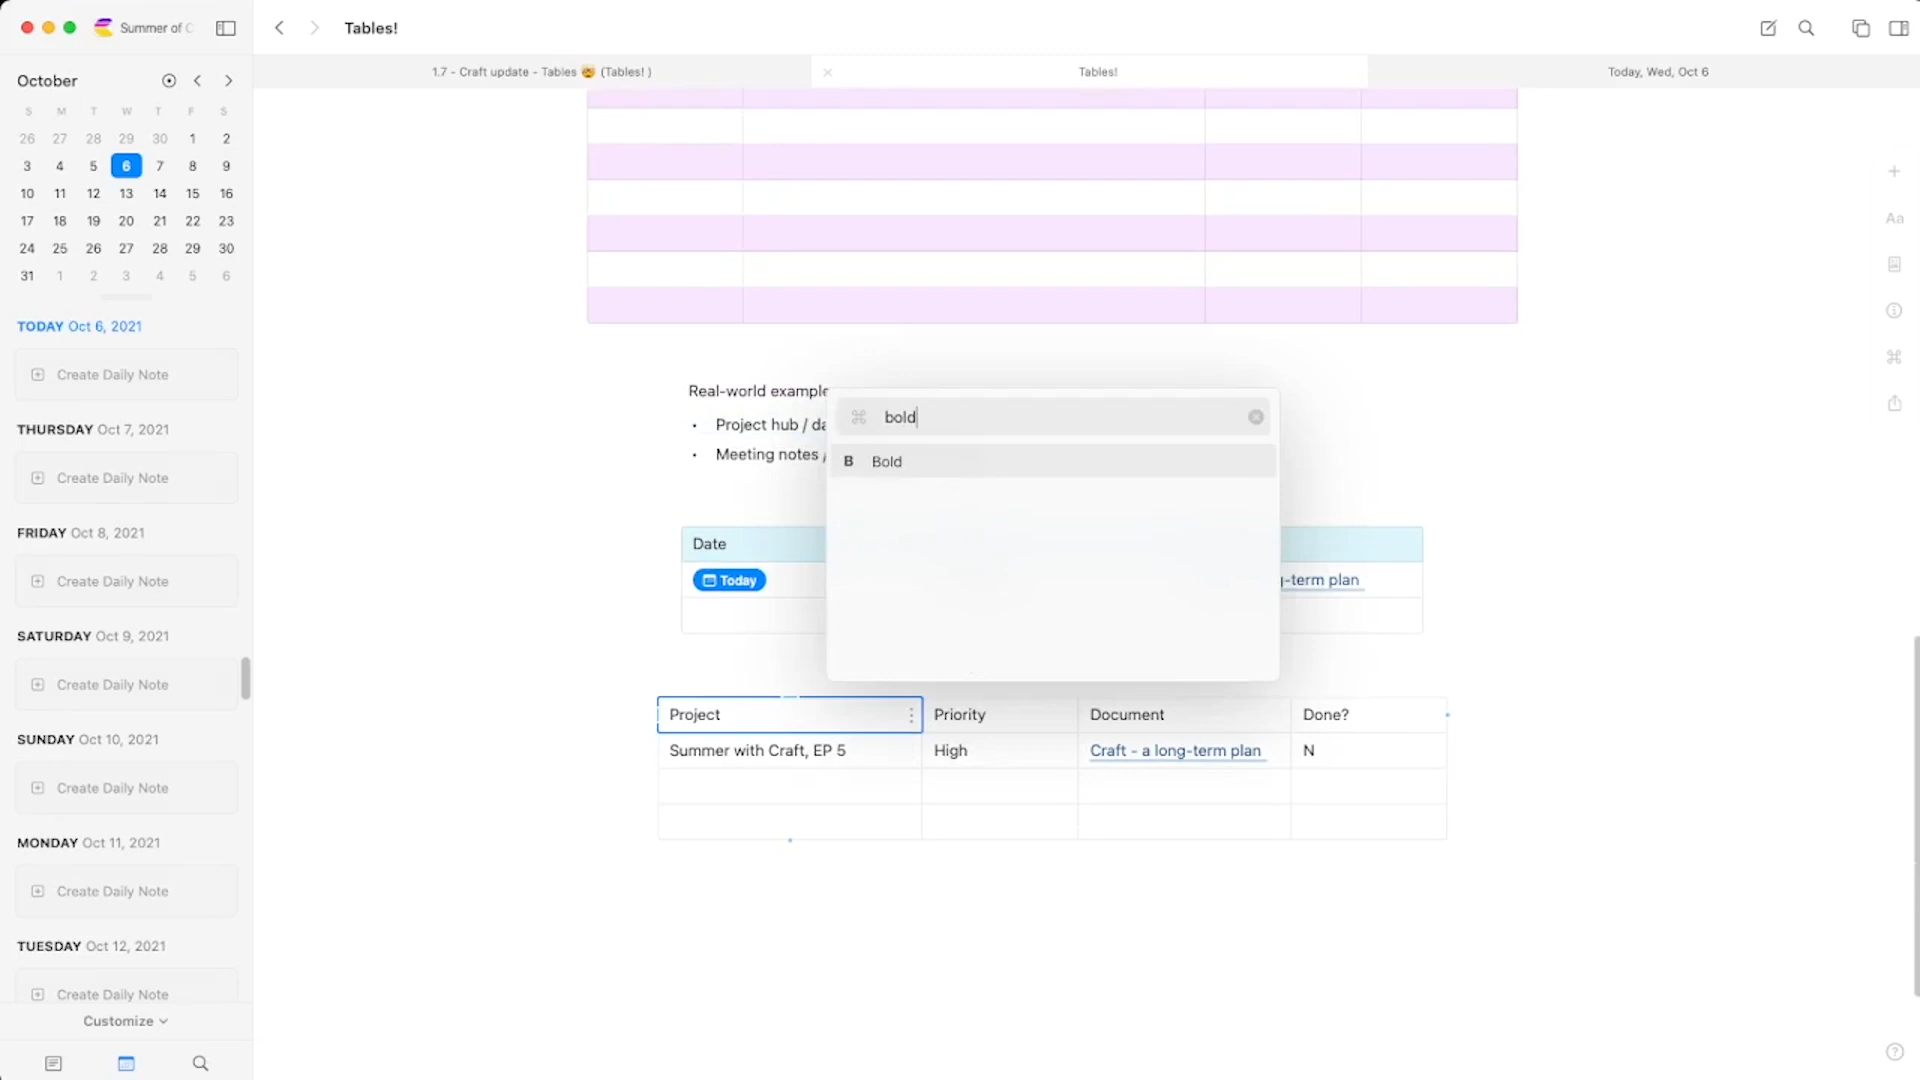 Summer of C
Tables!
1.7 - Craft update - Tables 🤯 (Tables! )
Tables!
Today, Wed, Oct 6
October
S M T W T F S
26 27 28 29 30 1 2
3 4 5 6 7 8 9
10 11 12 13 14 15 16
17 18 19 20 21 22 23
24 25 26 27 28 29 30
31 1 2 3 4 5 6
TODAY Oct 6, 2021
Create Daily Note
THURSDAY Oct 7, 2021
Create Daily Note
FRIDAY Oct 8, 2021
Create Daily Note
SATURDAY Oct 9, 2021
Create Daily Note
SUNDAY Oct 10, 2021
Create Daily Note
MONDAY Oct 11, 2021
Create Daily Note
TUESDAY Oct 12, 2021
Create Daily Note
Customize
Aa
Real-world example
• Project hub / da
• Meeting notes /
bold
B Bold
Date
Today
g-term plan
Project Priority Document Done?
Summer with Craft, EP 5 High Craft - a long-term plan N